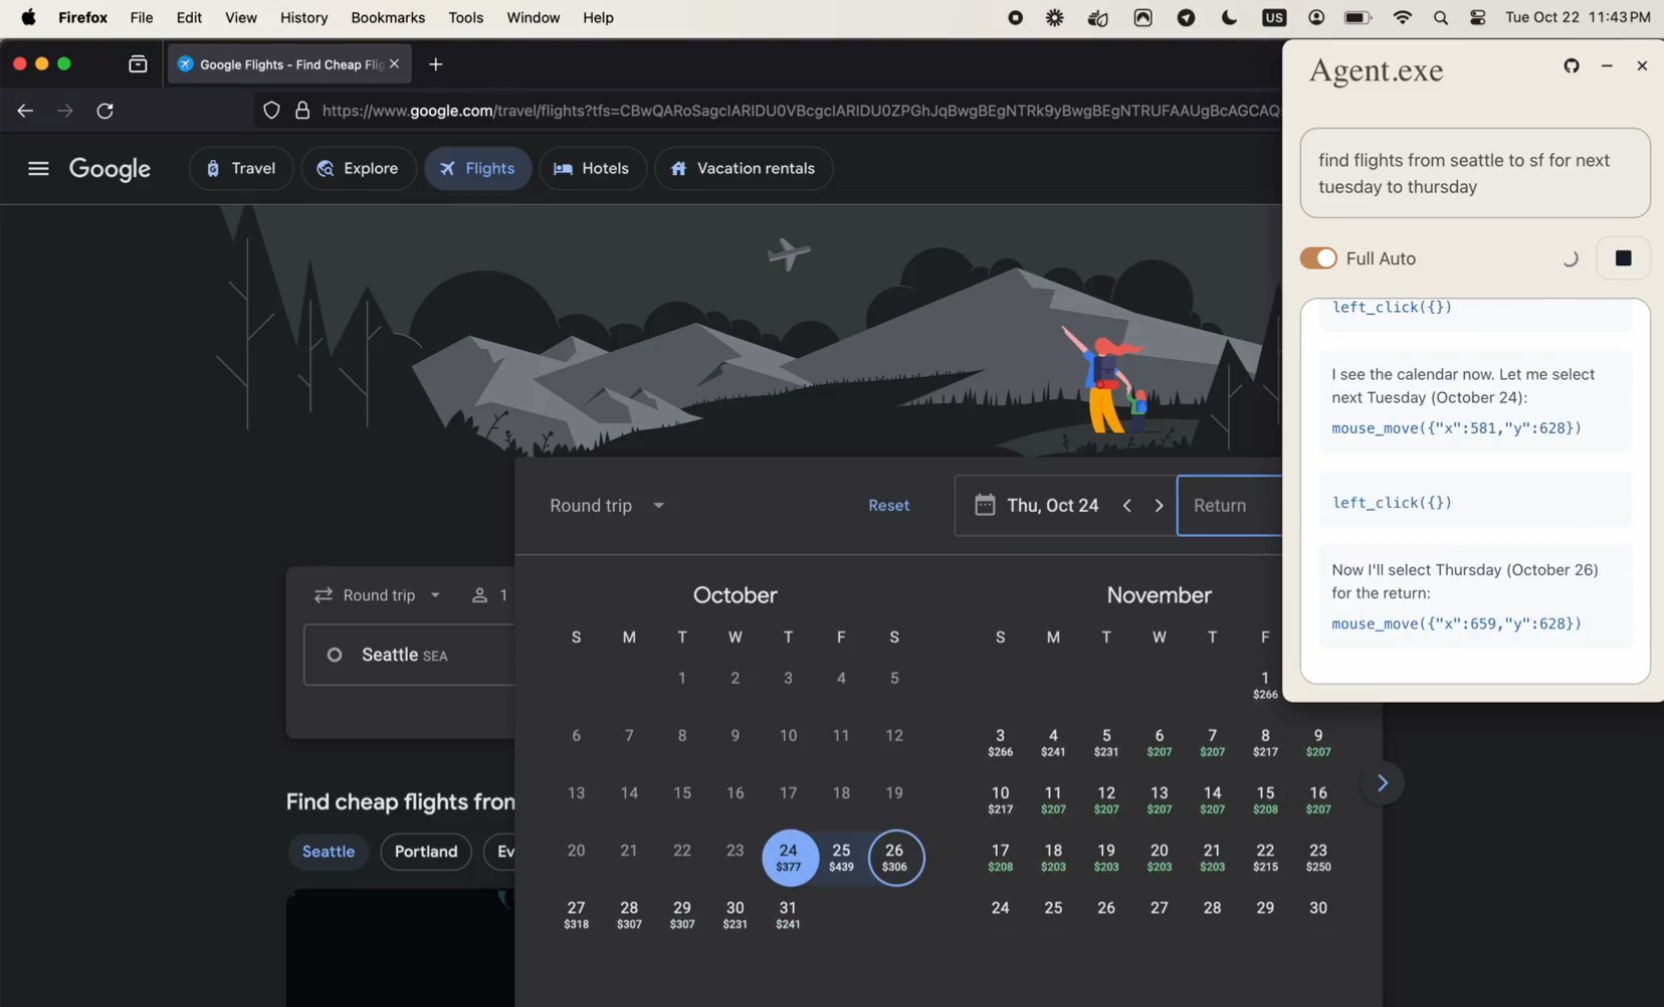 Firefox File Edit View History Bookmarks Tools Window Help
US
Tue Oct 22 11:43 PM
Google Flights - Find Cheap Flig
https://www.google.com/travel/flights?tfs=CBwQARoSagcIARIDU0VBcgcIARIDU0ZPGhJqBwgBEgNTRk9yBwgBEgNTRUFAAUgBcAGCAQ
Google
Travel
Explore
Flights
Hotels
Vacation rentals
Round trip
1
Seattle SEA
Find cheap flights from
Seattle
Portland
Ev
Round trip
Reset
Thu, Oct 24
Return
October
S M T W T F S
1 2 3 4 5
6 7 8 9 10 11 12
13 14 15 16 17 18 19
20 21 22 23 24 25 26
$377 $439 $306
27 28 29 30 31
$318 $307 $307 $231 $241
November
S M T W T F
1
$266
3 4 5 6 7 8 9
$266 $241 $231 $207 $207 $217 $207
10 11 12 13 14 15 16
$217 $207 $207 $207 $207 $208 $207
17 18 19 20 21 22 23
$208 $203 $203 $203 $203 $215 $250
24 25 26 27 28 29 30
Agent.exe
find flights from seattle to sf for next
tuesday to thursday
Full Auto
left_click({})
I see the calendar now. Let me select
next Tuesday (October 24):
mouse_move({"x":581,"y":628})
left_click({})
Now I'll select Thursday (October 26)
for the return:
mouse_move({"x":659,"y":628})